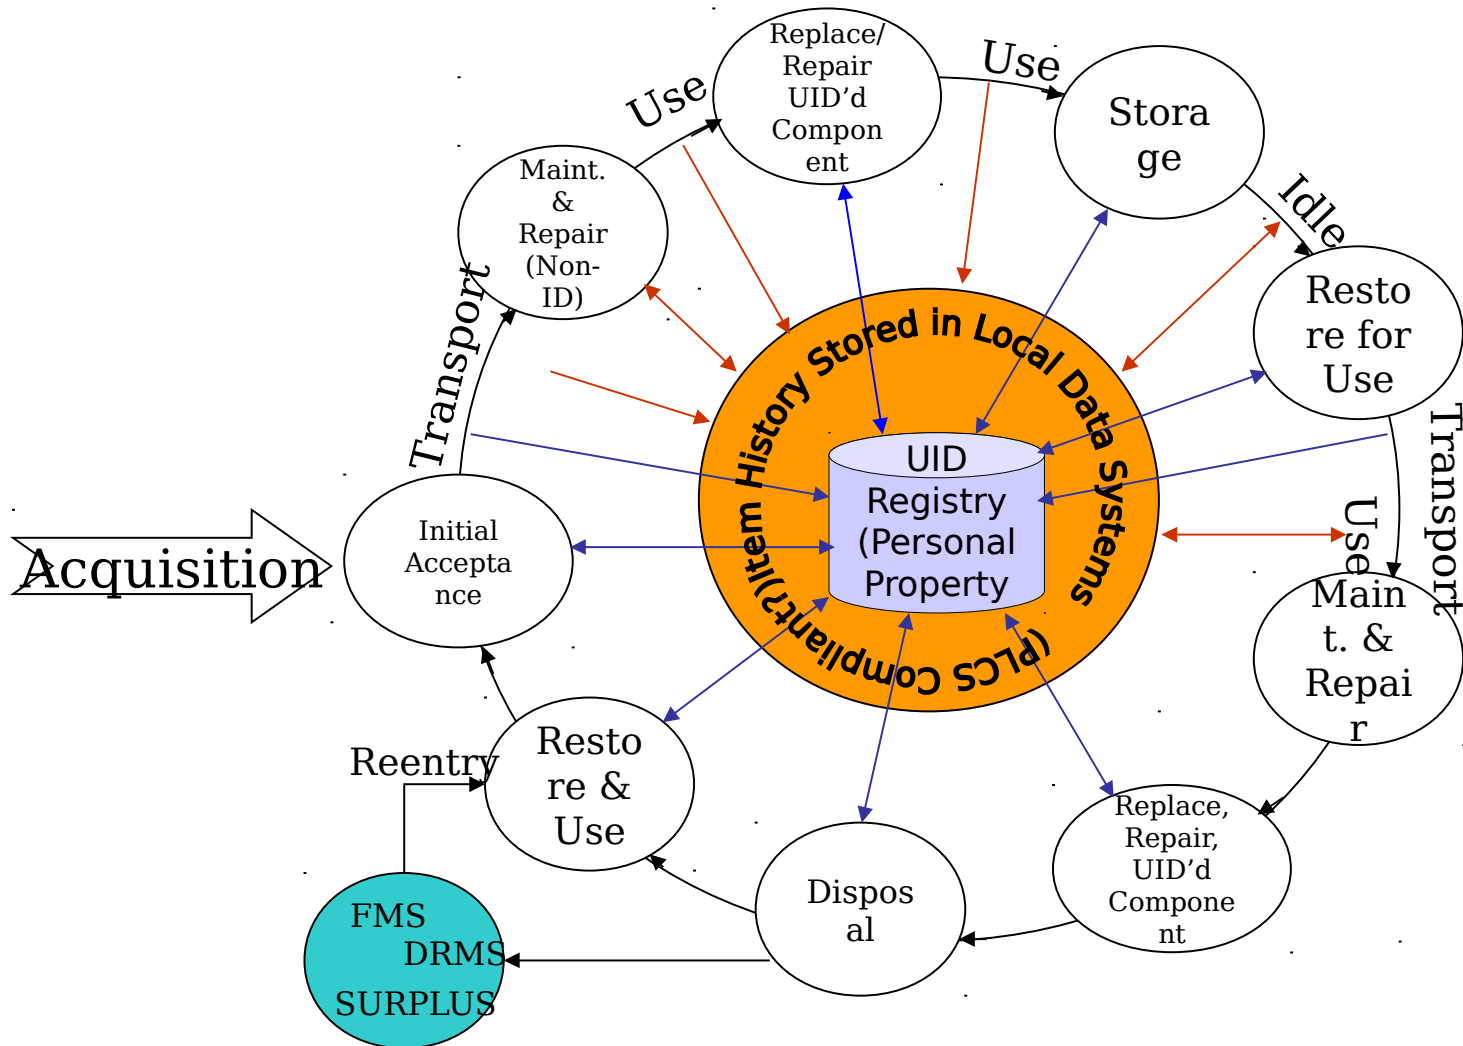 Acquisition
Initial
Accepta
nce
Transport
Maint.
&
Repair
(Non-
ID)
Use
Replace/
Repair
UID’d
Compon
ent
Use
Stora
ge
Idle
Resto
re for
Use
Transport
Use
Main
t. &
Repai
r
Replace,
Repair,
UID’d
Compone
nt
Dispos
al
FMS
DRMS
SURPLUS
Reentry
Resto
re &
Use
Item History Stored in Local Data Systems
(PLCS Compliant?)
UID
Registry
(Personal
Property